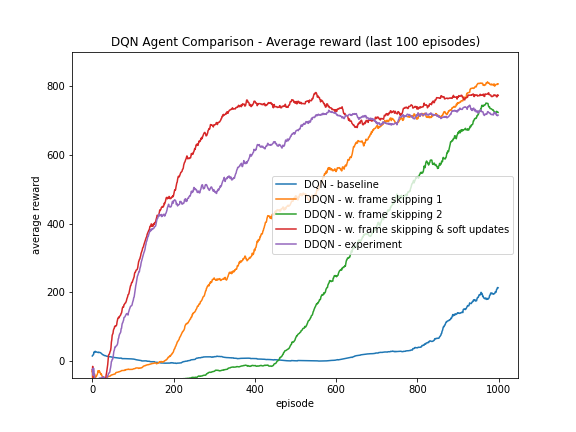 DQN Agent Comparison - Average reward (last 100 episodes)
average reward
800
600
400
200
0
DQN - baseline
DDQN - w. frame skipping 1
DDQN - w. frame skipping 2
DDQN - w. frame skipping & soft updates
DDQN - experiment
0 200 400 600 800 1000
episode